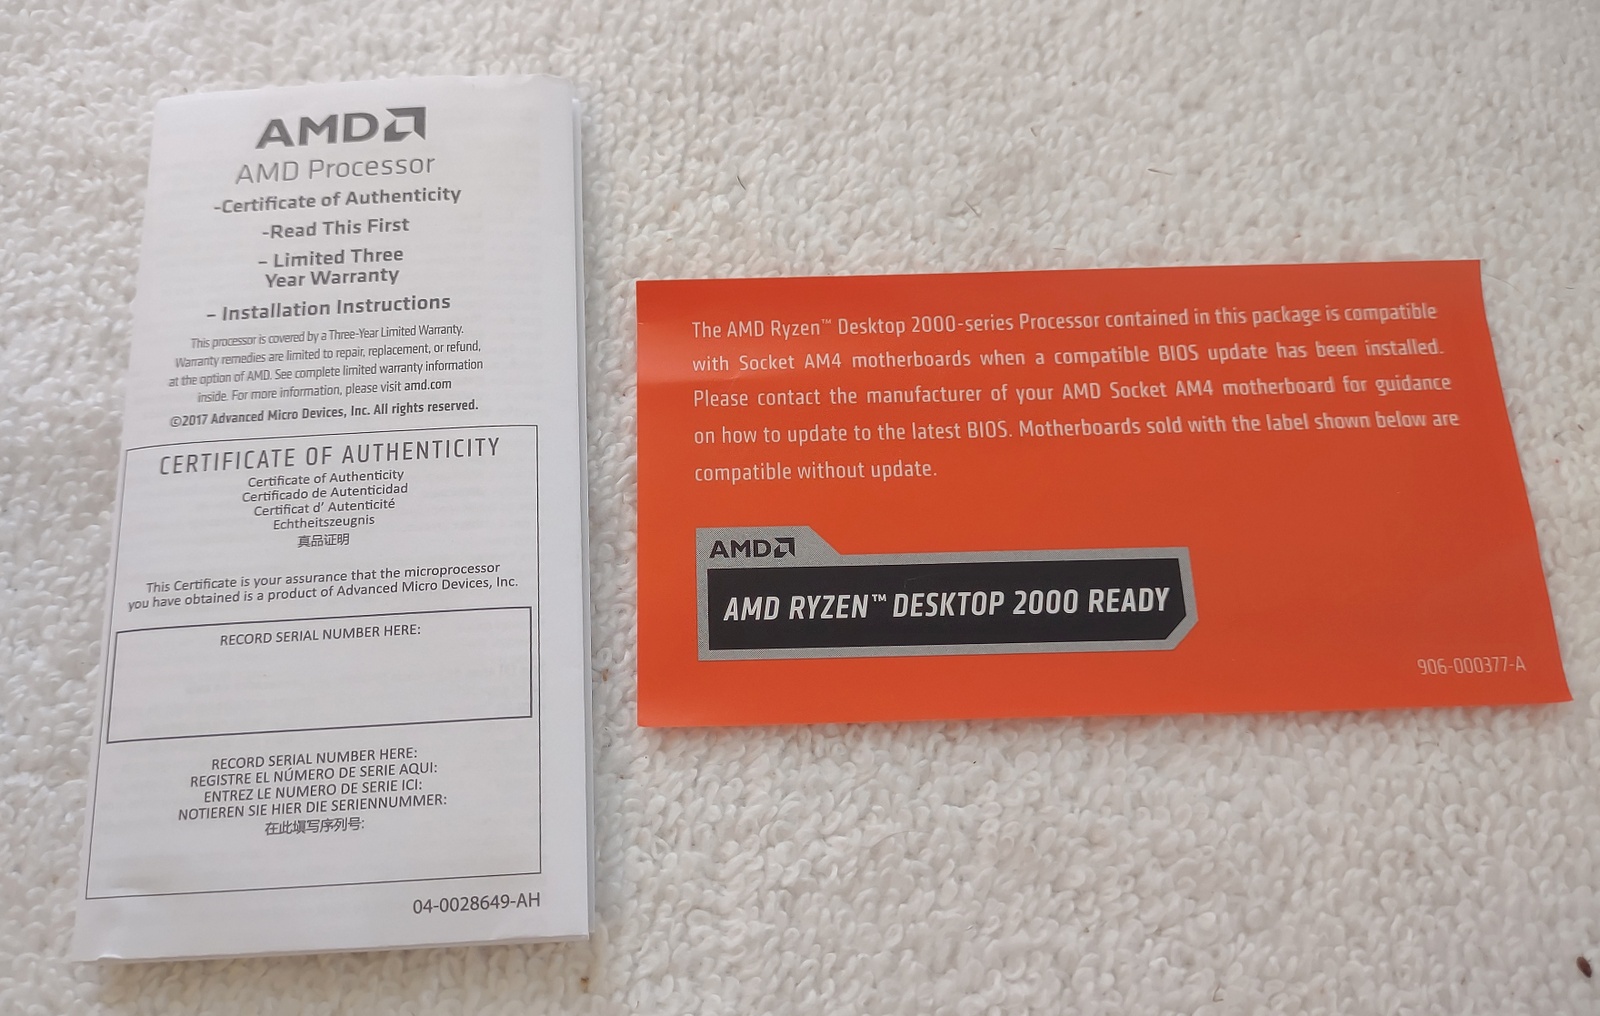 AMD
AMD Processor
-Certificate of Authenticity
-Read This First
– Limited Three
Year Warranty
– Installation Instructions
This processor is covered by a Three-Year Limited Warranty.
Warranty remedies are limited to repair, replacement, or refund,
at the option of AMD. See complete limited warranty information
inside. For more information, please visit amd.com
©2017 Advanced Micro Devices, Inc. All rights reserved.
CERTIFICATE OF AUTHENTICITY
Certificate of Authenticity
Certificado de Autenticidad
Certificat d' Autenticité
Echtheitszeugnis
真品证明
This Certificate is your assurance that the microprocessor
you have obtained is a product of Advanced Micro Devices, Inc.
RECORD SERIAL NUMBER HERE:
RECORD SERIAL NUMBER HERE:
REGISTRE EL NÚMERO DE SERIE AQUI:
ENTREZ LE NUMERO DE SERIE ICI:
NOTIEREN SIE HIER DIE SERIENNUMMER:
在此填写序列号:
04-0028649-AH
The AMD Ryzen™ Desktop 2000-series Processor contained in this package is compatible
with Socket AM4 motherboards when a compatible BIOS update has been installed.
Please contact the manufacturer of your AMD Socket AM4 motherboard for guidance
on how to update to the latest BIOS. Motherboards sold with the label shown below are
compatible without update.
AMD
AMD RYZEN™ DESKTOP 2000 READY
906-000377-A